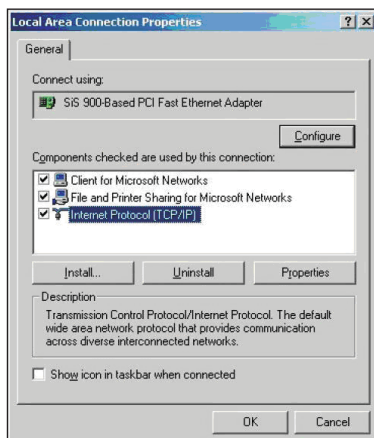 Local Area Connection Properties
General
Connect using:
SiS 900-Based PCI Fast Ethernet Adapter
Configure
Components checked are used by this connection:
Client for Microsoft Networks
File and Printer Sharing for Microsoft Networks
Internet Protocol (TCP/IP)
Install...
Uninstall
Properties
Description
Transmission Control Protocol/Internet Protocol. The default
wide area network protocol that provides communication
across diverse interconnected networks.
Show icon in taskbar when connected
OK
Cancel